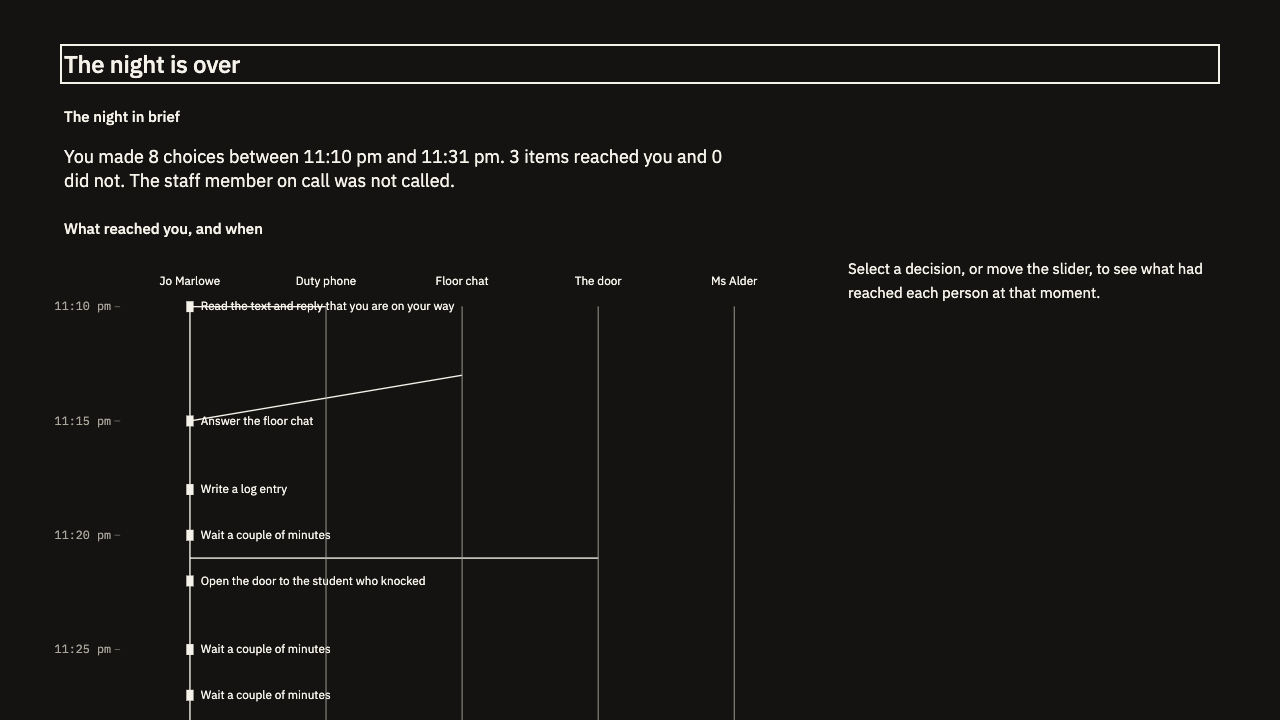 The night is over
The night in brief
You made 8 choices between 11:10 pm and 11:31 pm. 3 items reached you and 0
did not. The staff member on call was not called.
What reached you, and when
Jo Marlowe Duty phone Floor chat The door Ms Alder
Select a decision, or move the slider, to see what had
reached each person at that moment.
11:10 pm Read the text and reply that you are on your way
11:15 pm Answer the floor chat
Write a log entry
11:20 pm Wait a couple of minutes
Open the door to the student who knocked
11:25 pm Wait a couple of minutes
Wait a couple of minutes